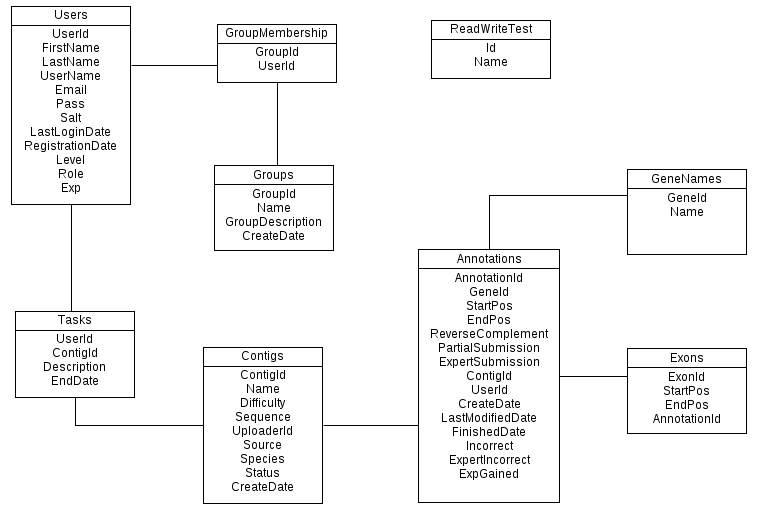 Users
UserId
FirstName
LastName
UserName
Email
Pass
Salt
LastLoginDate
RegistrationDate
Level
Role
Exp
GroupMembership
GroupId
UserId
ReadWriteTest
Id
Name
Groups
GroupId
Name
GroupDescription
CreateDate
GeneNames
GeneId
Name
Annotations
AnnotationId
GeneId
StartPos
EndPos
ReverseComplement
PartialSubmission
ExpertSubmission
ContigId
UserId
CreateDate
LastModifiedDate
FinishedDate
Incorrect
ExpertIncorrect
ExpGained
Tasks
UserId
ContigId
Description
EndDate
Contigs
ContigId
Name
Difficulty
Sequence
UploaderId
Source
Species
Status
CreateDate
Exons
ExonId
StartPos
EndPos
AnnotationId